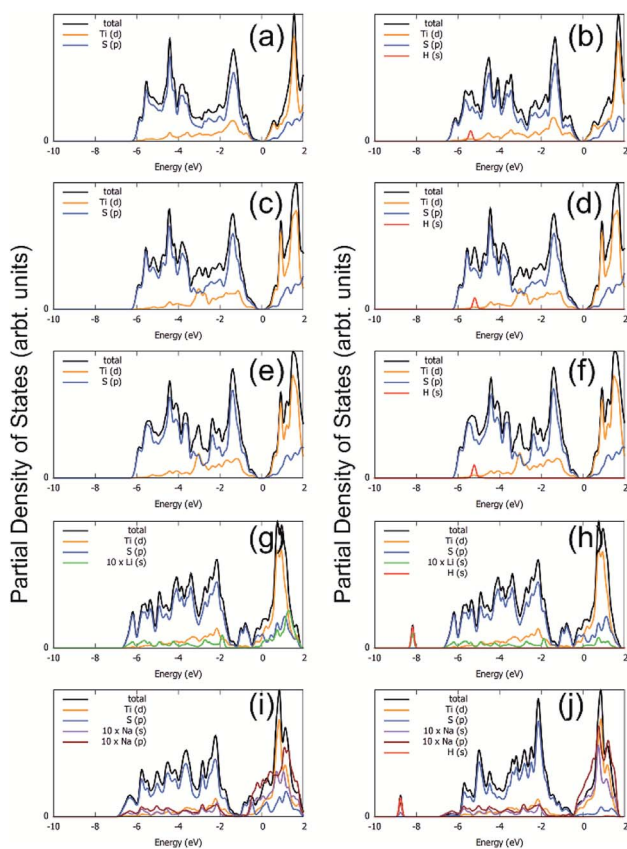 Partial Density of States (arbt. units)
Partial Density of States (arbt. units)
(a)
total
Ti (d)
S (p)
0
-10 -8 -6 -4 -2 0 2
Energy (eV)
(b)
total
Ti (d)
S (p)
H (s)
0
-10 -8 -6 -4 -2 0 2
Energy (eV)
(c)
total
Ti (d)
S (p)
0
-10 -8 -6 -4 -2 0 2
Energy (eV)
(d)
total
Ti (d)
S (p)
H (s)
0
-10 -8 -6 -4 -2 0 2
Energy (eV)
(e)
total
Ti (d)
S (p)
0
-10 -8 -6 -4 -2 0 2
Energy (eV)
(f)
total
Ti (d)
S (p)
H (s)
0
-10 -8 -6 -4 -2 0 2
Energy (eV)
(g)
total
Ti (d)
S (p)
10 x Li (s)
0
-10 -8 -6 -4 -2 0 2
Energy (eV)
(h)
total
Ti (d)
S (p)
10 x Li (s)
H (s)
0
-10 -8 -6 -4 -2 0 2
Energy (eV)
(i)
total
Ti (d)
S (p)
10 x Na (s)
10 x Na (p)
0
-10 -8 -6 -4 -2 0 2
Energy (eV)
(j)
total
Ti (d)
S (p)
10 x Na (s)
10 x Na (p)
H (s)
0
-10 -8 -6 -4 -2 0 2
Energy (eV)